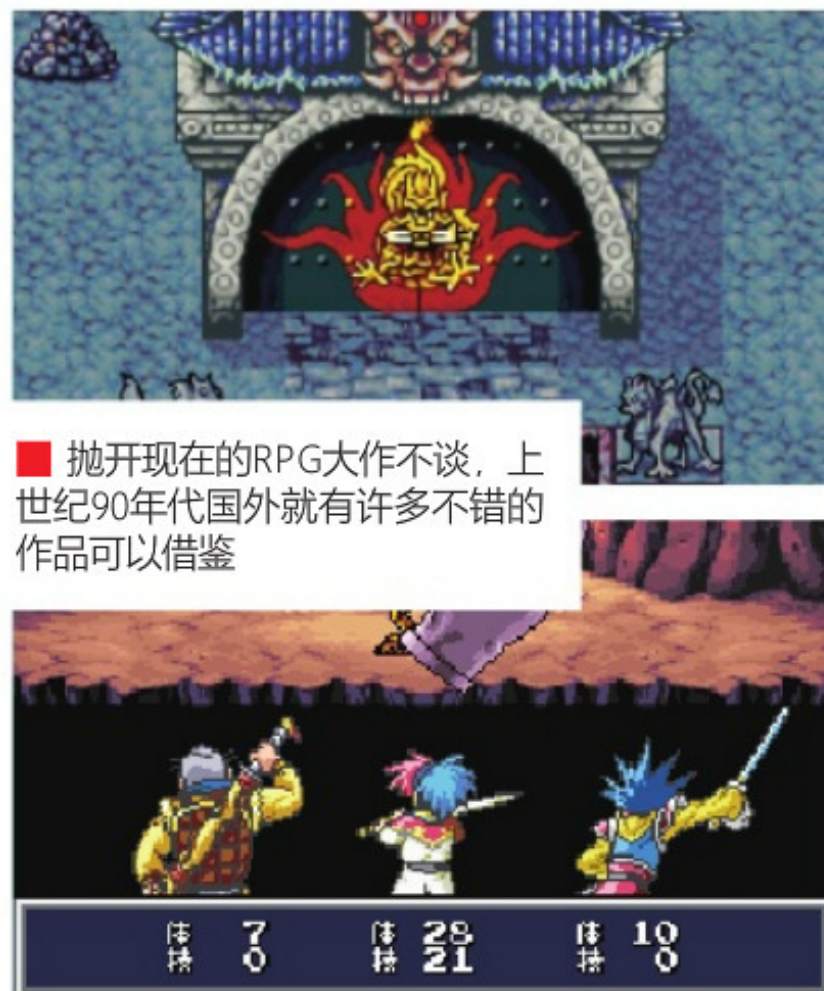 抛开现在的RPG大作不谈，上
世纪90年代国外就有许多不错的
作品可以借鉴
体 7 体 28 体 10
技 0 技 21 技 0